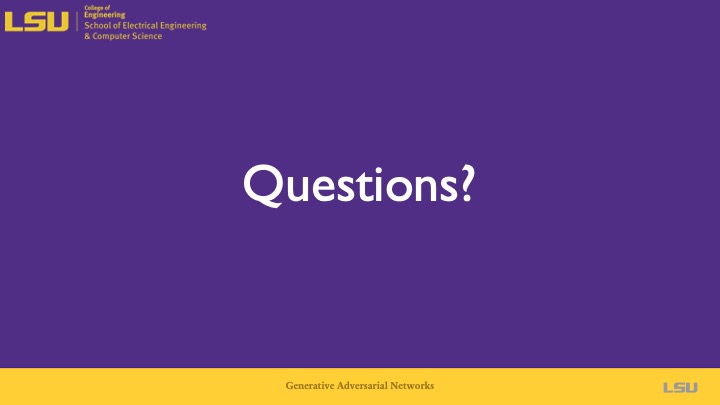 LSU
College of
Engineering
School of Electrical Engineering
& Computer Science
Questions?
Generative Adversarial Networks
LSU